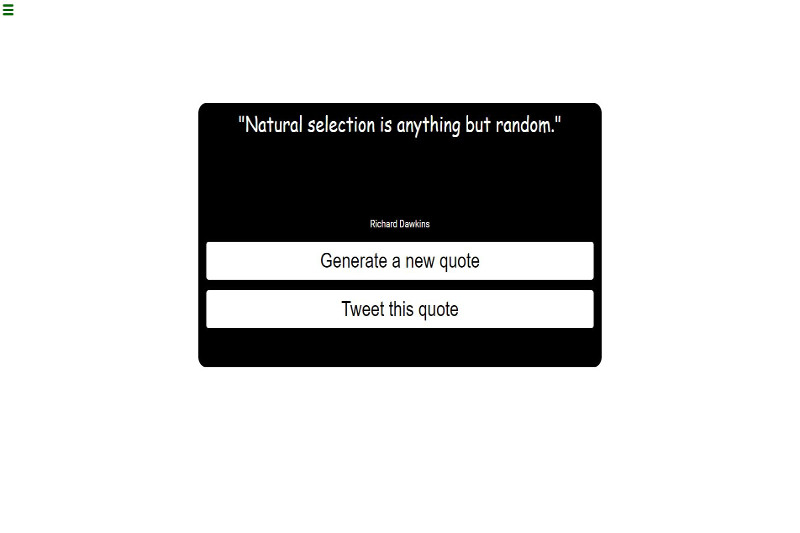 "Natural selection is anything but random."
Richard Dawkins
Generate a new quote
Tweet this quote